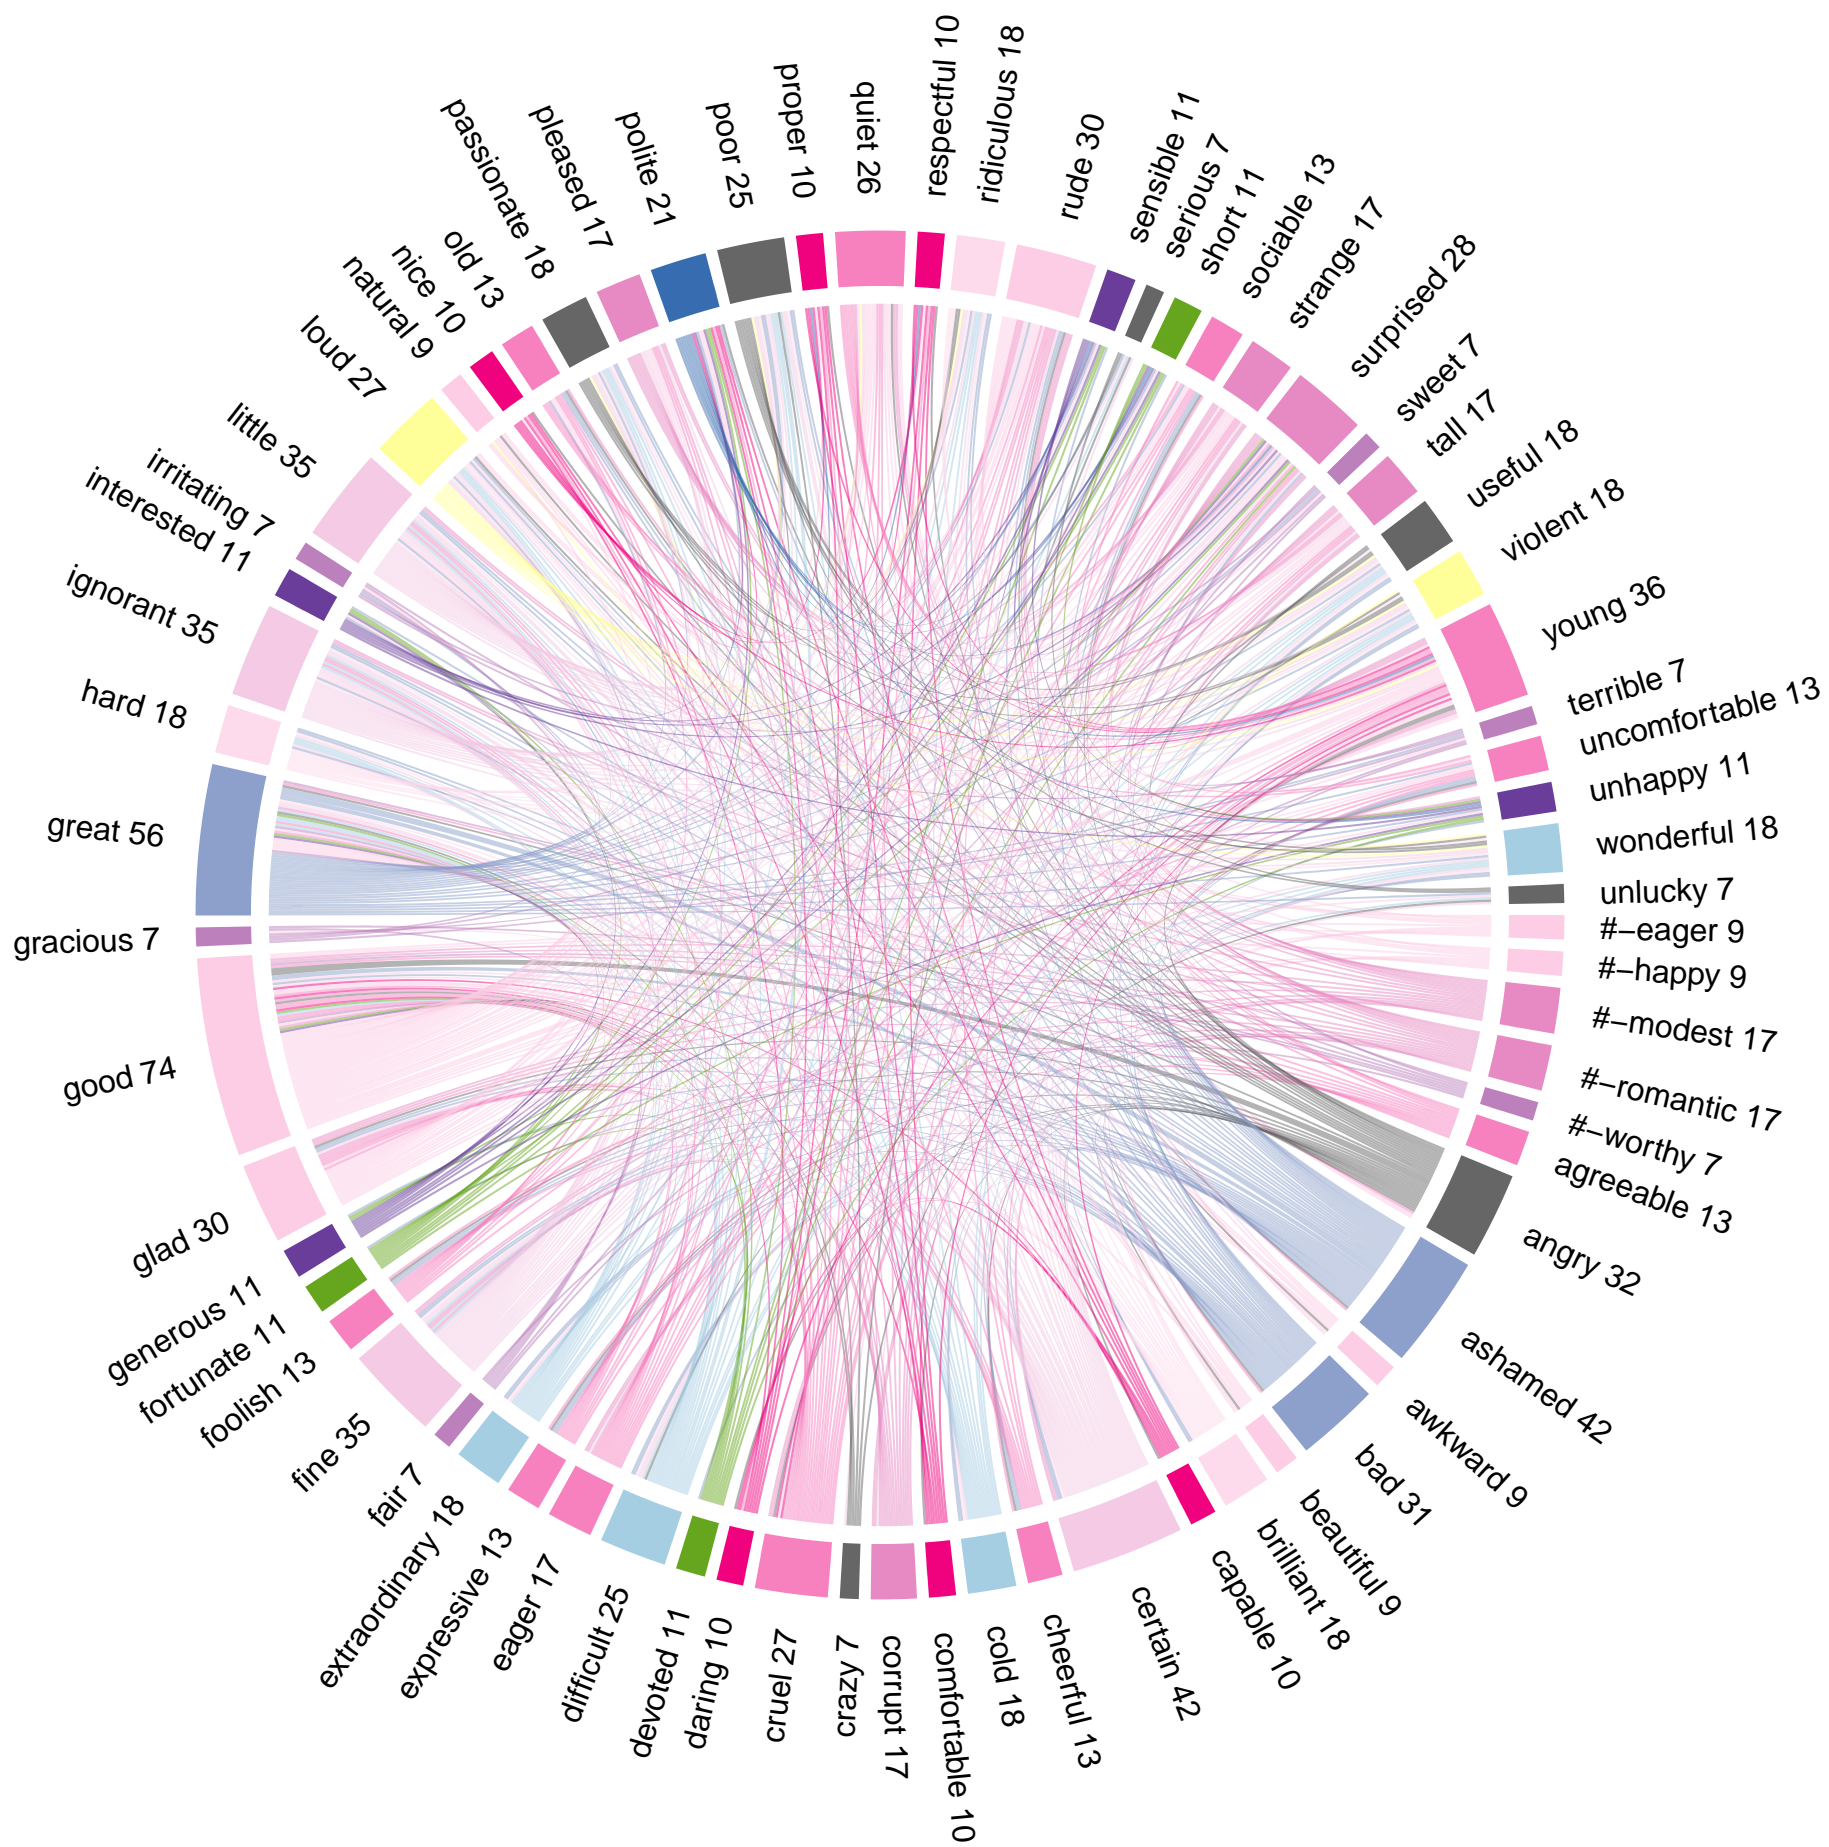 respectful 10
ridiculous 18
rude 30
sensible 11
serious 7
short 11
sociable 13
strange 17
surprised 28
sweet 7
tall 17
useful 18
violent 18
young 36
terrible 7
uncomfortable 13
unhappy 11
wonderful 18
unlucky 7
#–eager 9
#–happy 9
#–modest 17
#–romantic 17
#–worthy 7
agreeable 13
angry 32
ashamed 42
awkward 9
bad 31
beautiful 9
brilliant 18
capable 10
certain 42
cheerful 13
cold 18
comfortable 10
corrupt 17
crazy 7
cruel 27
daring 10
devoted 11
difficult 25
eager 17
expressive 13
extraordinary 18
fair 7
fine 35
foolish 13
fortunate 11
generous 11
glad 30
good 74
gracious 7
great 56
hard 18
ignorant 35
interested 11
irritating 7
little 35
loud 27
natural 9
nice 10
old 13
passionate 18
pleased 17
polite 21
poor 25
proper 10
quiet 26